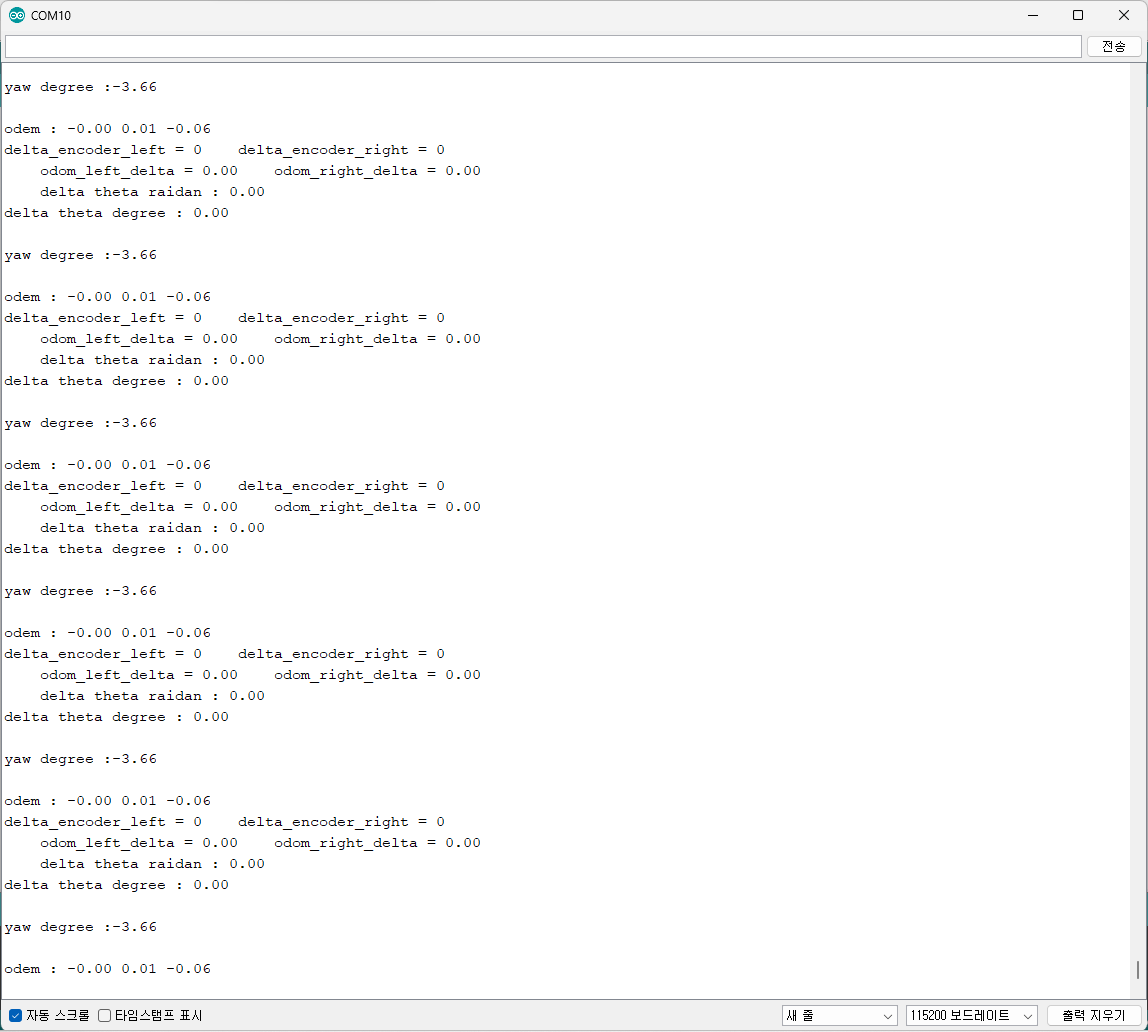 COM10
전송
yaw degree :-3.66
odem : -0.00 0.01 -0.06
delta_encoder_left = 0    delta_encoder_right = 0
    odom_left_delta = 0.00    odom_right_delta = 0.00
    delta theta raidan : 0.00
delta theta degree : 0.00
yaw degree :-3.66
odem : -0.00 0.01 -0.06
delta_encoder_left = 0    delta_encoder_right = 0
    odom_left_delta = 0.00    odom_right_delta = 0.00
    delta theta raidan : 0.00
delta theta degree : 0.00
yaw degree :-3.66
odem : -0.00 0.01 -0.06
delta_encoder_left = 0    delta_encoder_right = 0
    odom_left_delta = 0.00    odom_right_delta = 0.00
    delta theta raidan : 0.00
delta theta degree : 0.00
yaw degree :-3.66
odem : -0.00 0.01 -0.06
delta_encoder_left = 0    delta_encoder_right = 0
    odom_left_delta = 0.00    odom_right_delta = 0.00
    delta theta raidan : 0.00
delta theta degree : 0.00
yaw degree :-3.66
odem : -0.00 0.01 -0.06
delta_encoder_left = 0    delta_encoder_right = 0
    odom_left_delta = 0.00    odom_right_delta = 0.00
    delta theta raidan : 0.00
delta theta degree : 0.00
yaw degree :-3.66
odem : -0.00 0.01 -0.06
자동 스크롤 타임스탬프 표시 새 줄 115200 보드레이트 출력 지우기